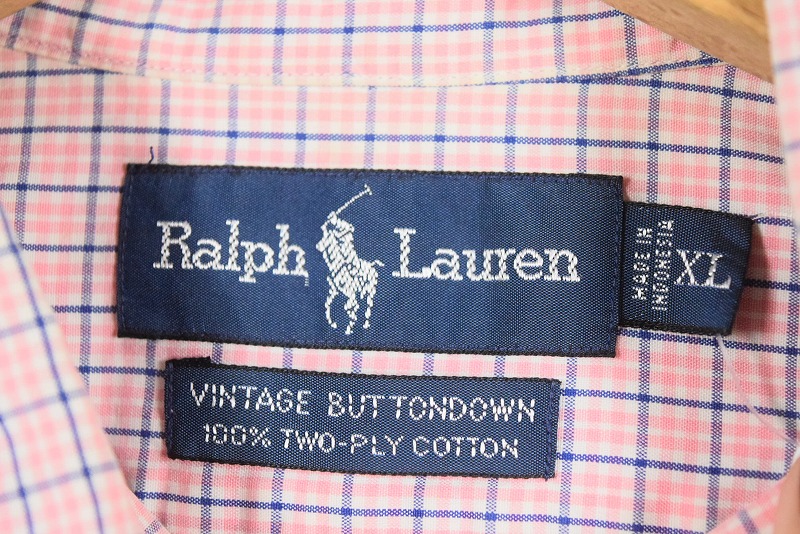 Ralph Lauren
MADE IN
INDONESIA
XL
VINTAGE BUTTONDOWN
100% TWO-PLY COTTON